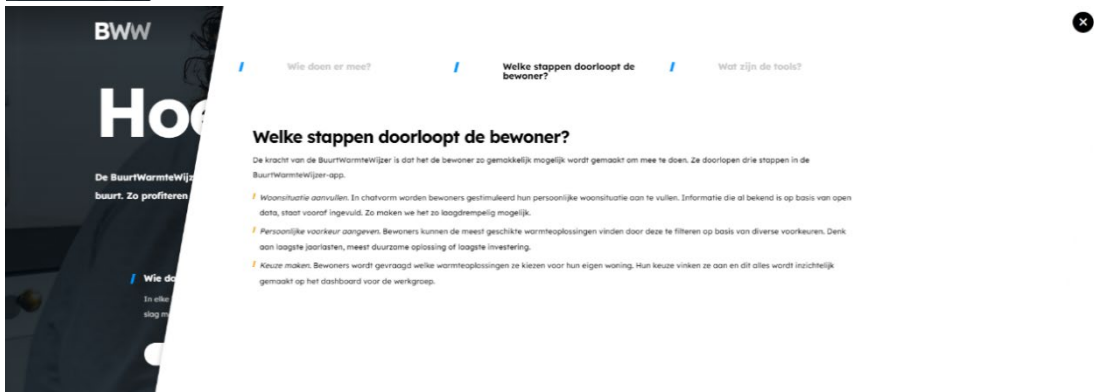 BWW
Wie doen er mee?
Welke stappen doorloopt de
bewoner?
Wat zijn de tools?
Hoe
Welke stappen doorloopt de bewoner?
De kracht van de BuurtWarmteWijzer is dat het de bewoner zo gemakkelijk mogelijk wordt gemaakt om mee te doen. Ze doorlopen drie stappen in de
BuurtWarmteWijzer-app.
De BuurtWarmteWijz
buurt. Zo profiteren
Woonsituatie aanvullen. In chatvorm worden bewoners gestimuleerd hun persoonlijke woonsituatie aan te vullen. Informatie die al bekend is op basis van open
data, staat vooraf ingevuld. Zo maken we het zo laagdrempelig mogelijk.
Persoonlijke voorkeur aangeven. Bewoners kunnen de meest geschikte warmteoplossingen vinden door deze te filteren op basis van diverse voorkeuren. Denk
aan laagste jaarlasten, meest duurzame oplossing of laagste investering.
Keuze maken. Bewoners wordt gevraagd welke warmteoplossingen ze kiezen voor hun eigen woning. Hun keuze vinken ze aan en dit alles wordt inzichtelijk
gemaakt op het dashboard voor de werkgroep.
Wie do
In elke
slag m